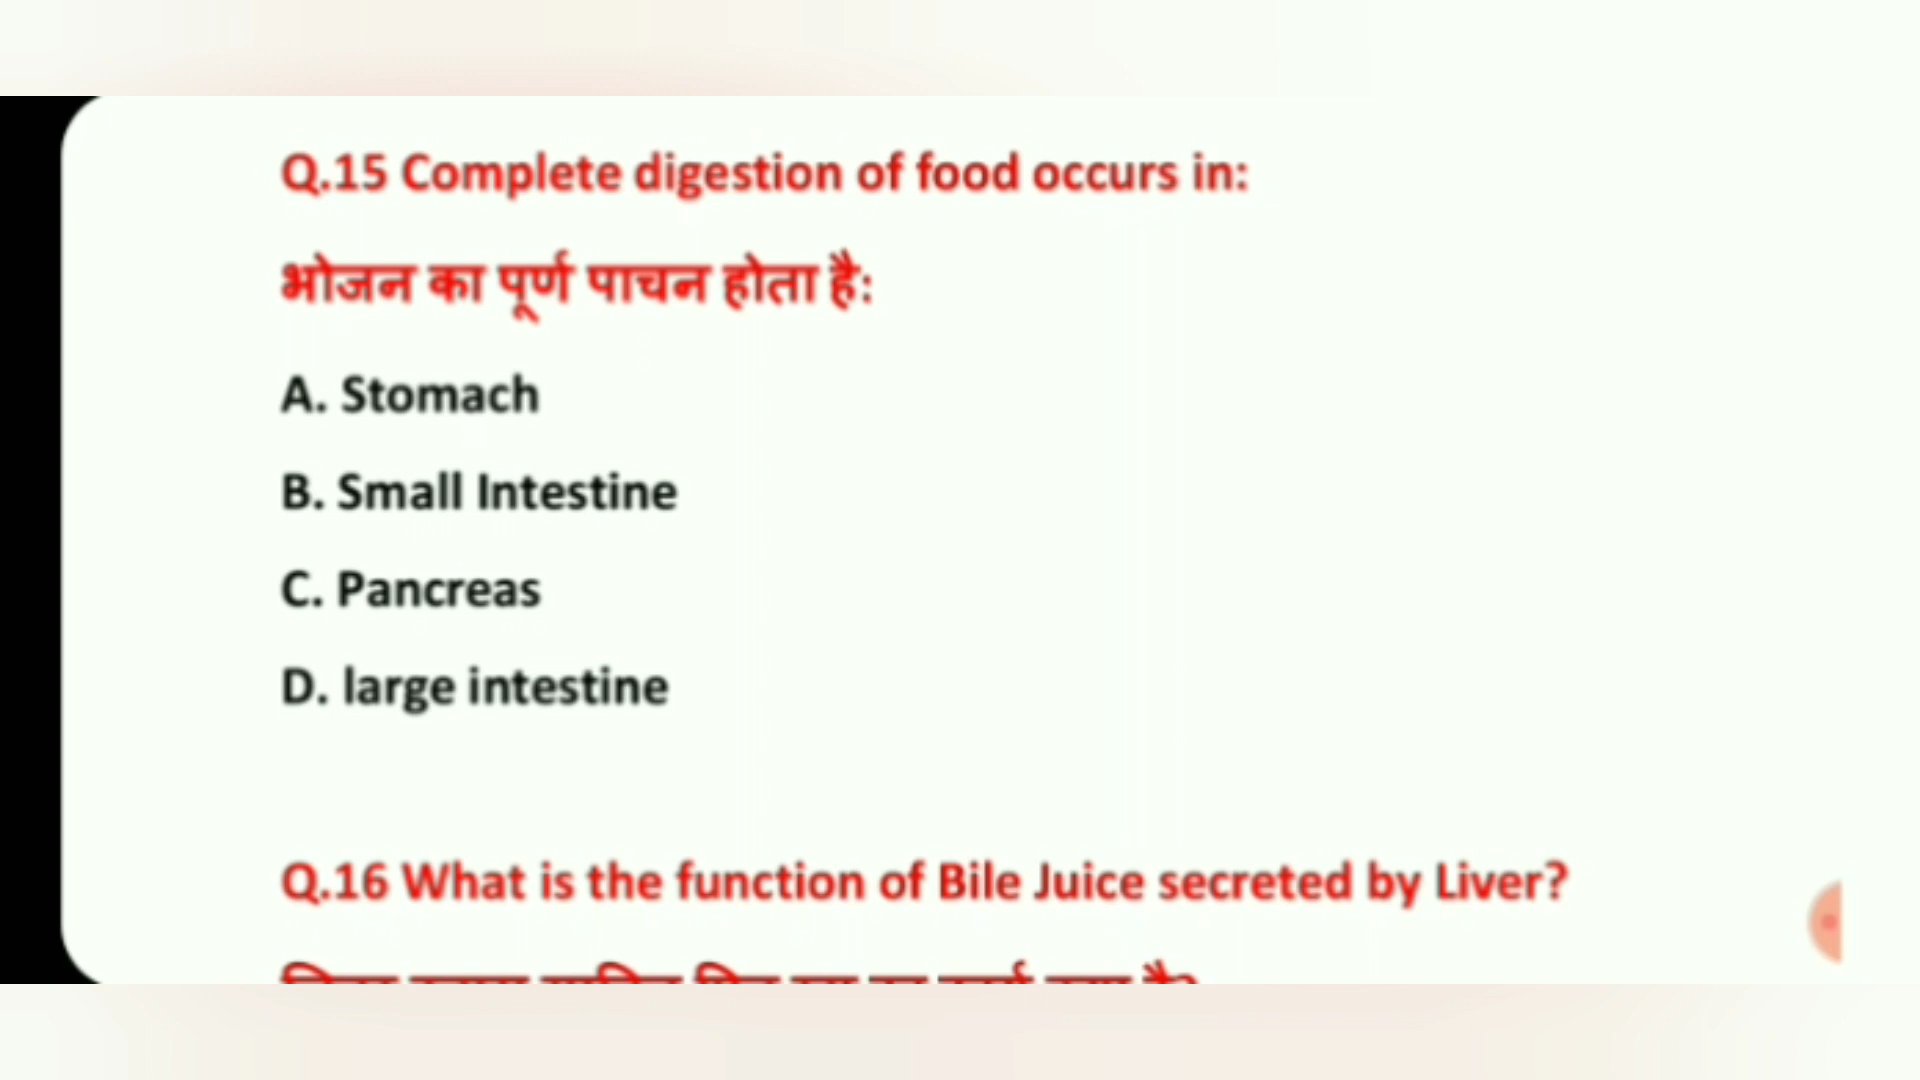 Q.15 Complete digestion of food occurs in:
भोजन का पूर्ण पाचन होता है:
A. Stomach
B. Small Intestine
C. Pancreas
D. large intestine
Q.16 What is the function of Bile Juice secreted by Liver?